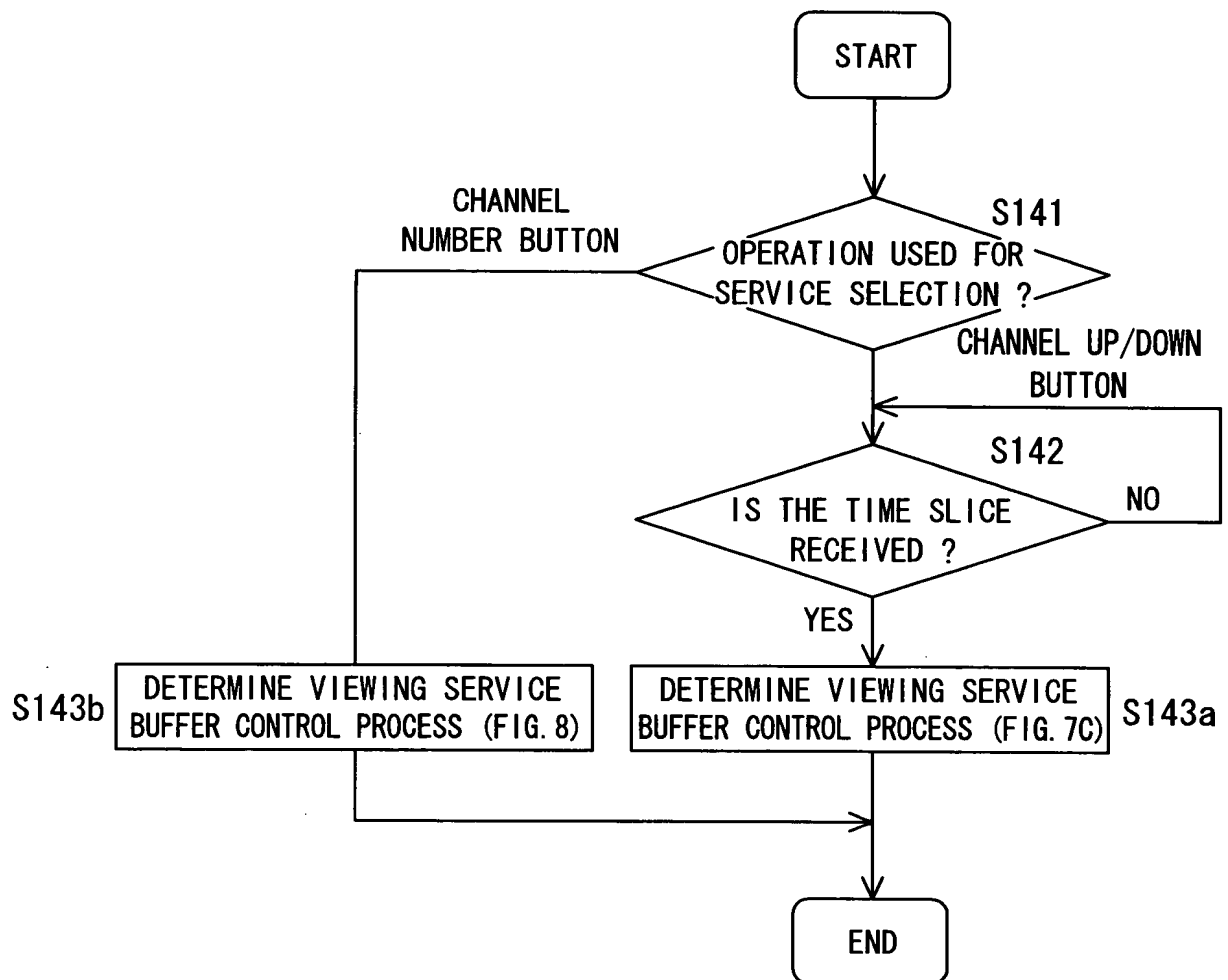 START
CHANNEL
NUMBER BUTTON
S141
OPERATION USED FOR
SERVICE SELECTION ?
CHANNEL UP/DOWN
BUTTON
S142
IS THE TIME SLICE
RECEIVED ?
NO
YES
S143b
DETERMINE VIEWING SERVICE
BUFFER CONTROL PROCESS (FIG. 8)
DETERMINE VIEWING SERVICE
BUFFER CONTROL PROCESS (FIG. 7C)
S143a
END